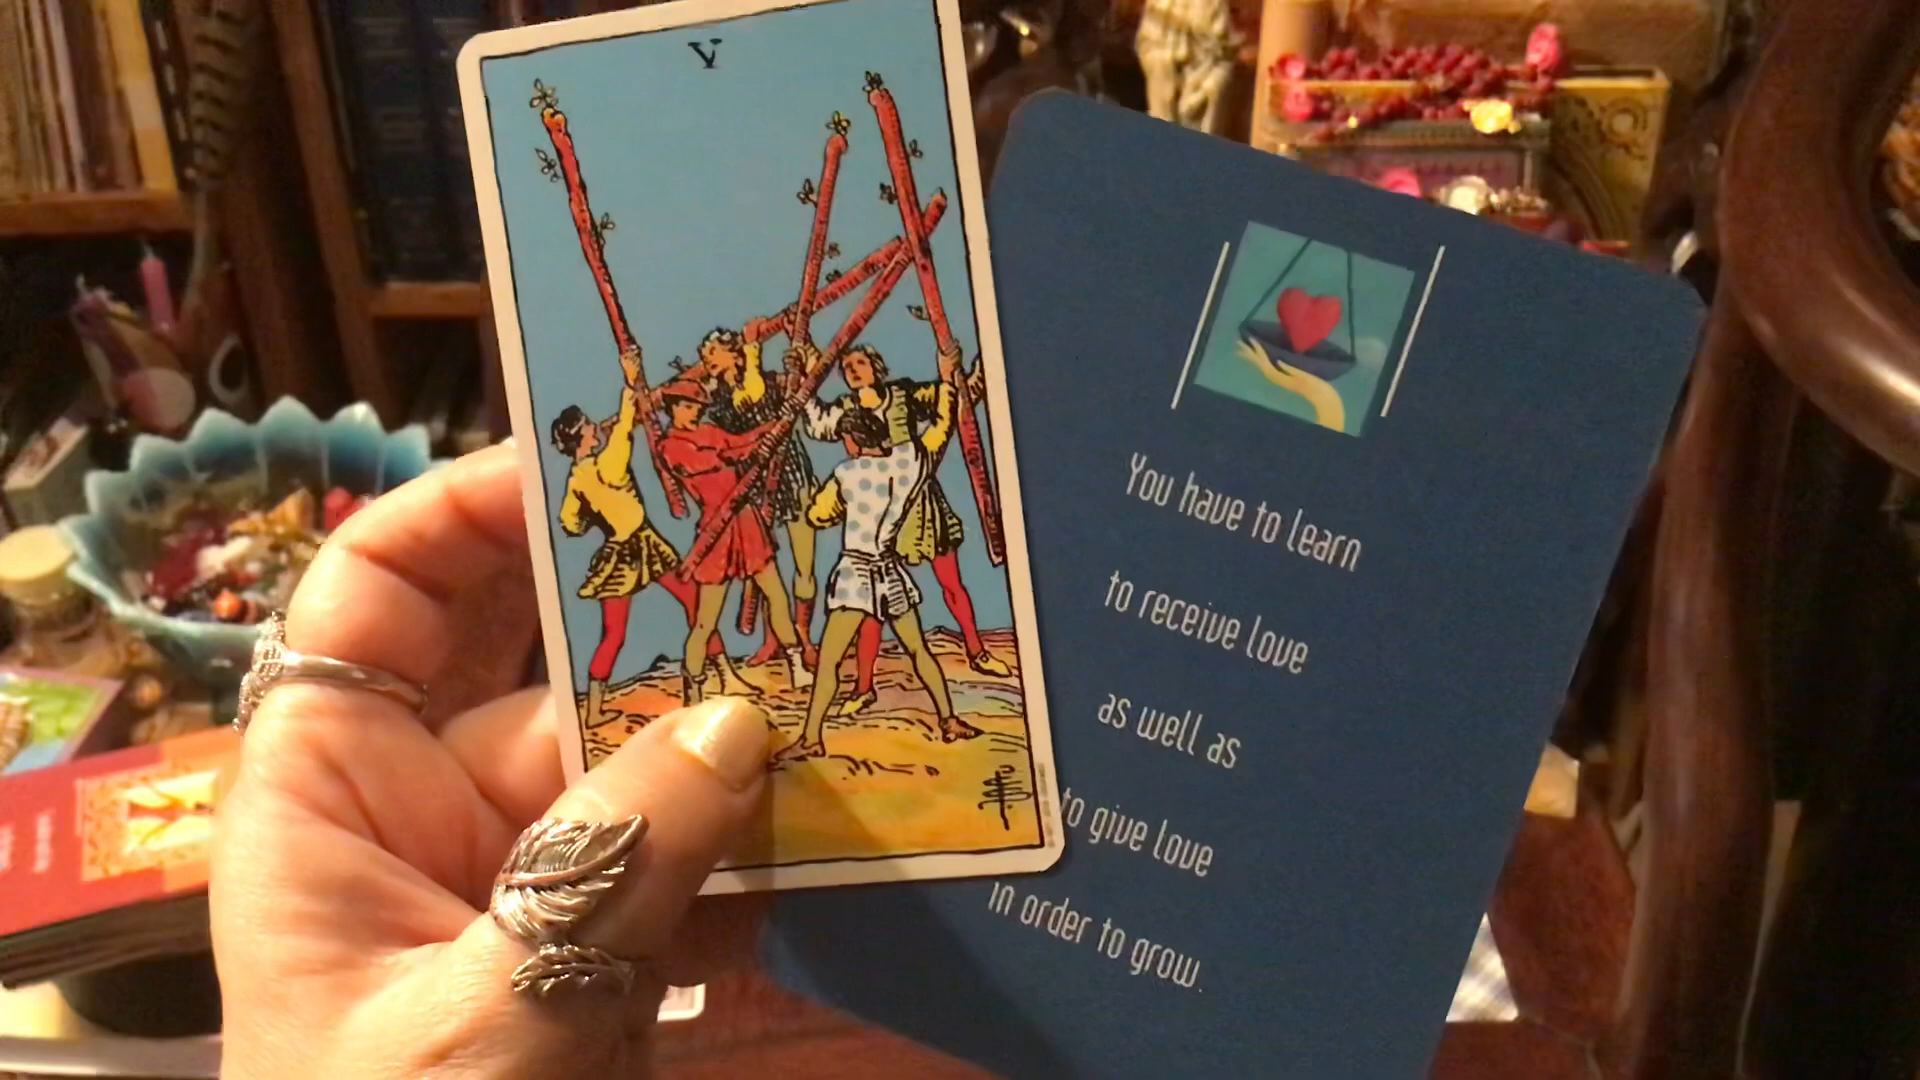 V
You have to learn
to receive love
as well as
to give love
in order to grow.